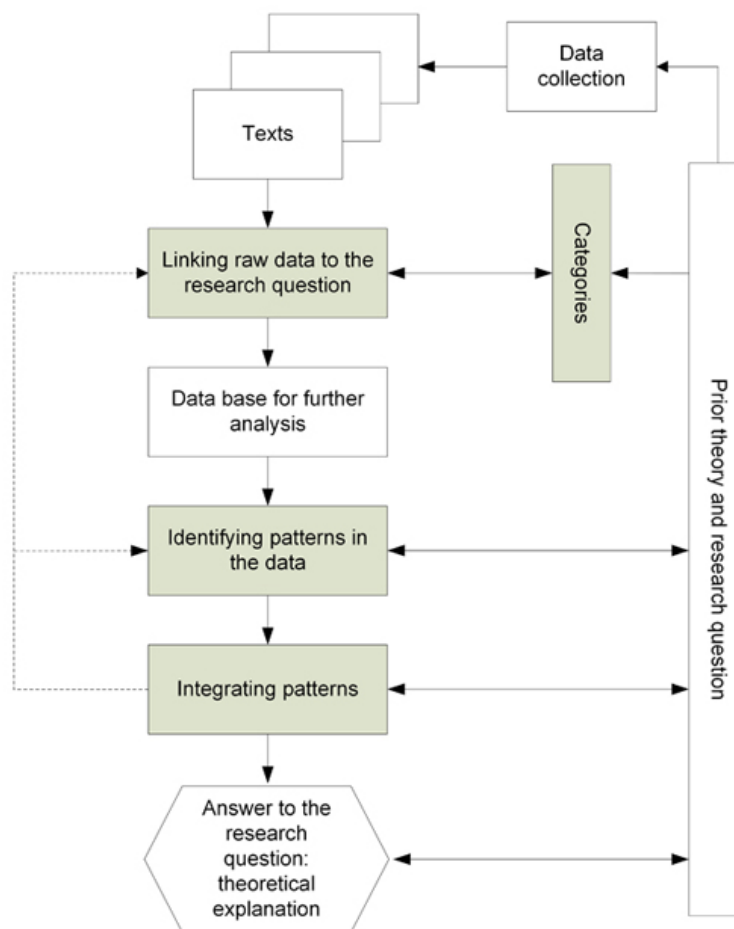 Data
collection
Texts
Linking raw data to the
research question
Categories
Data base for further
analysis
Identifying patterns in
the data
Prior theory and research question
Integrating patterns
Answer to the
research
question:
theoretical
explanation